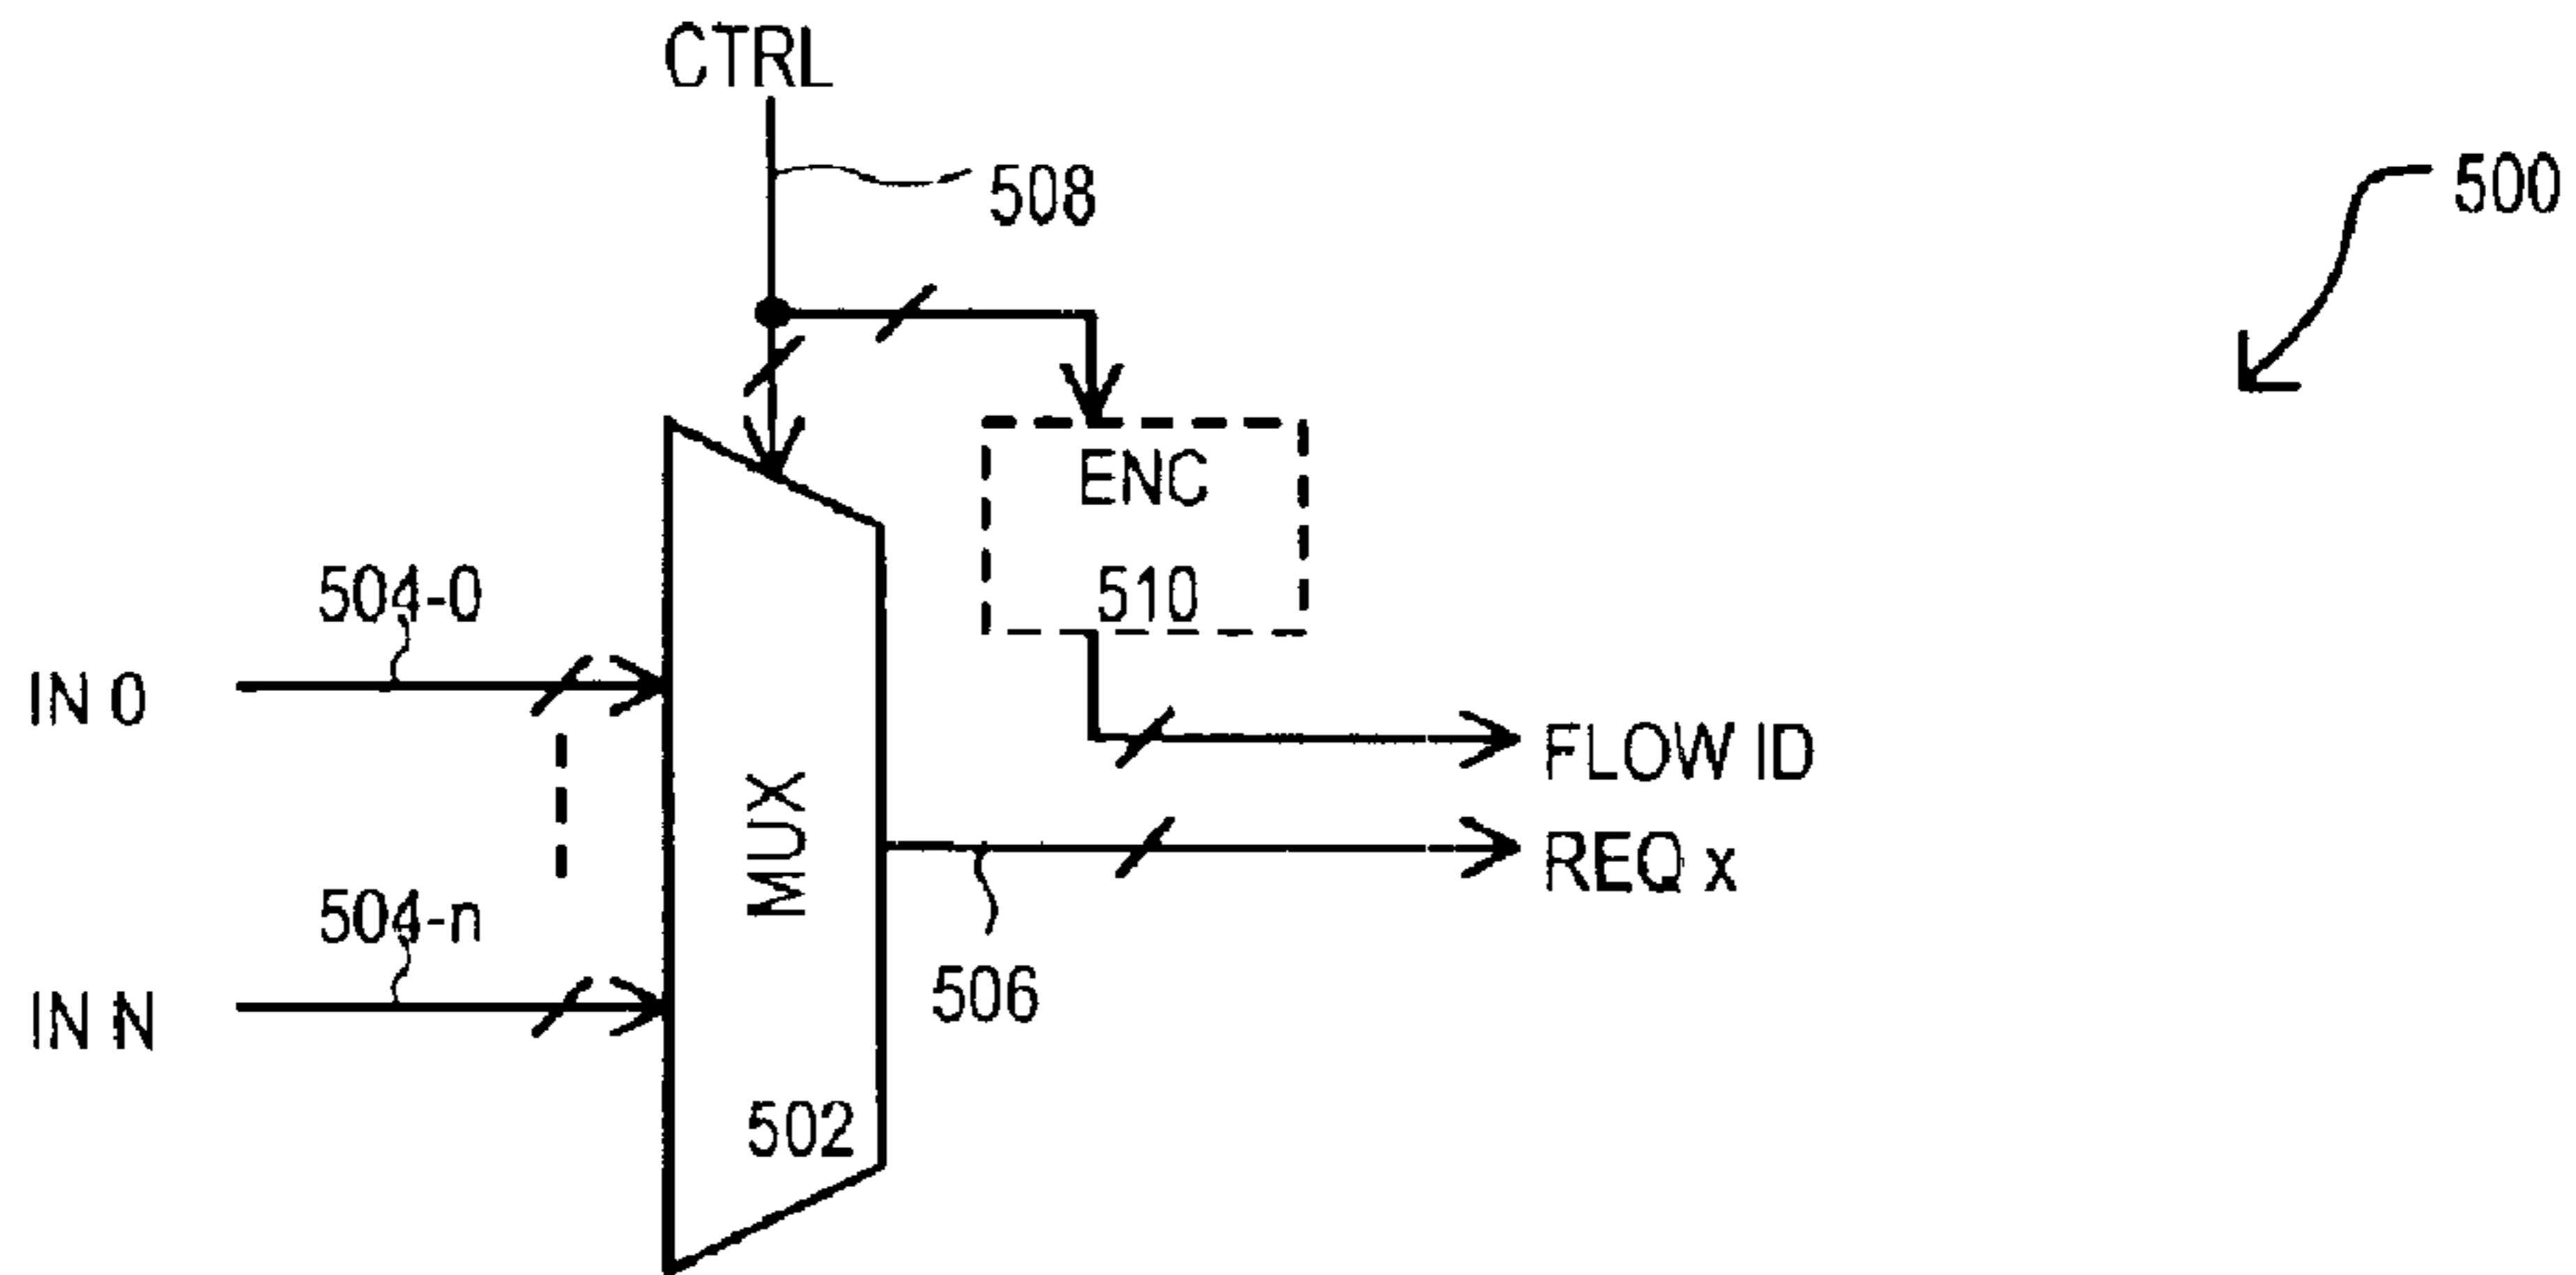 CTRL
508
500
ENC
510
504-0
IN 0
FLOW ID
MUX
REQ x
504-n
506
IN N
502